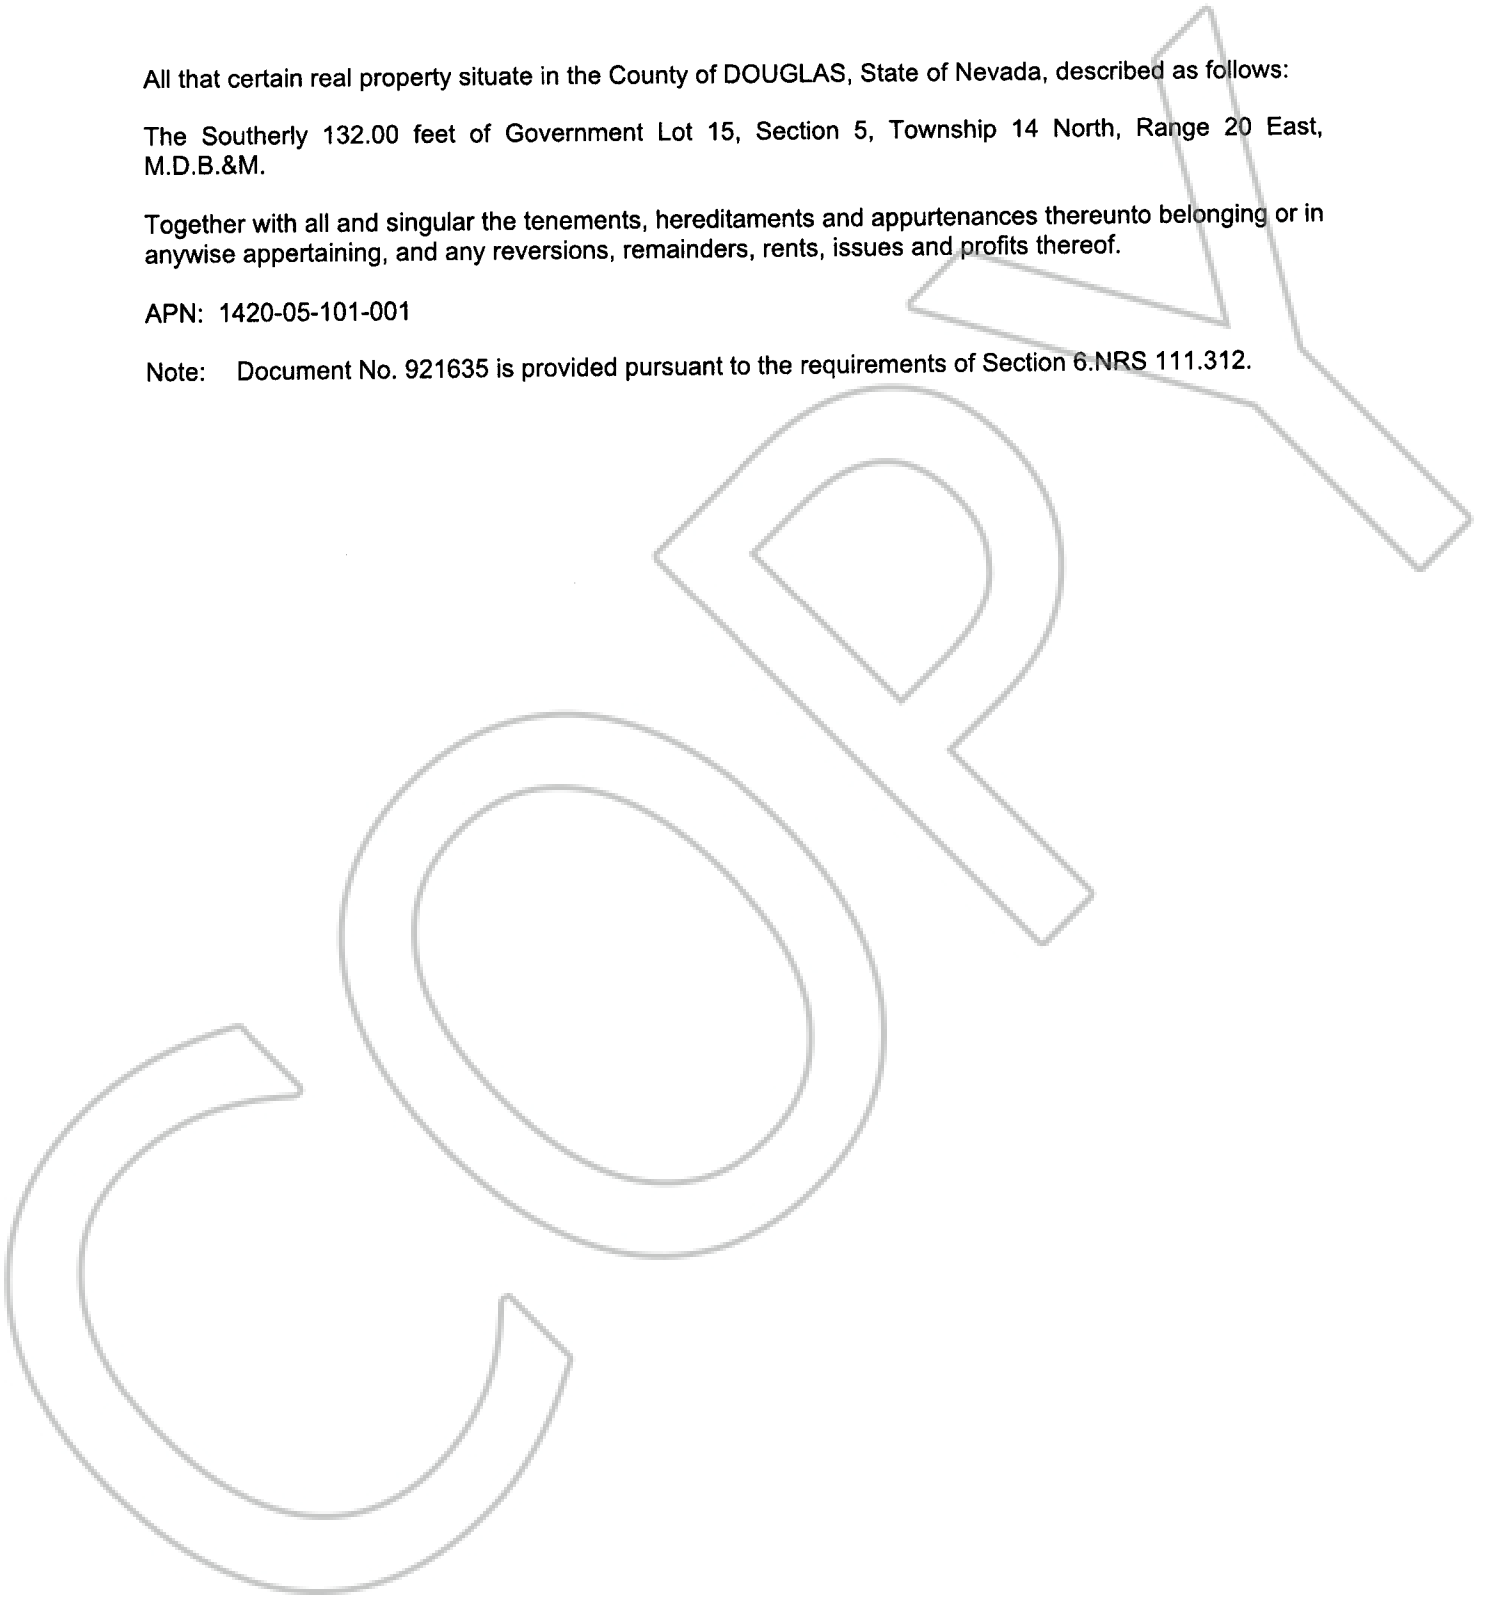 All that certain real property situate in the County of DOUGLAS, State of Nevada, described as follows:
The Southerly 132.00 feet of Government Lot 15, Section 5, Township 14 North, Range 20 East,
M.D.B.&M.
Together with all and singular the tenements, hereditaments and appurtenances thereunto belonging or in
anywise appertaining, and any reversions, remainders, rents, issues and profits thereof.
APN: 1420-05-101-001
Note: Document No. 921635 is provided pursuant to the requirements of Section 6.NRS 111.312.
COPY